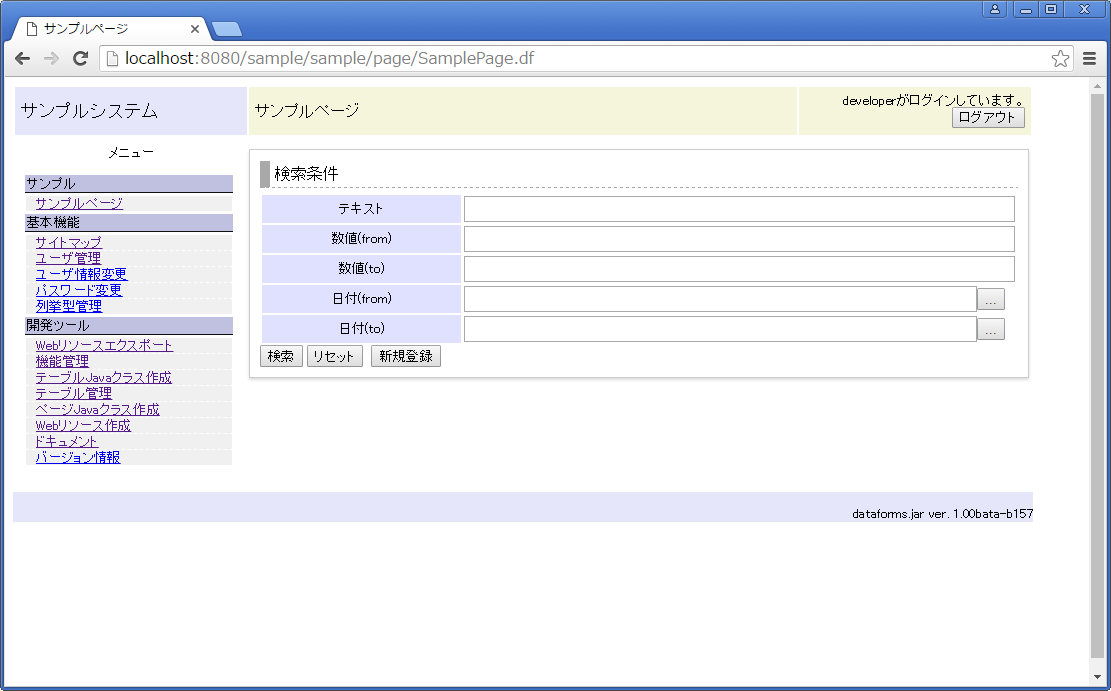 サンプルページ
localhost:8080/sample/sample/page/SamplePage.df
サンプルシステム
サンプルページ
developerがログインしています。
ログアウト
メニュー
サンプル
サンプルページ
基本機能
サイトマップ
ユーザ管理
ユーザ情報変更
パスワード変更
列挙型管理
開発ツール
Webリソースエクスポート
機能管理
テーブルJavaクラス作成
テーブル管理
ページJavaクラス作成
Webリソース作成
ドキュメント
バージョン情報
検索条件
テキスト
数値(from)
数値(to)
日付(from)
...
日付(to)
...
検索 リセット 新規登録
dataforms.jar ver. 1.00bata-b157